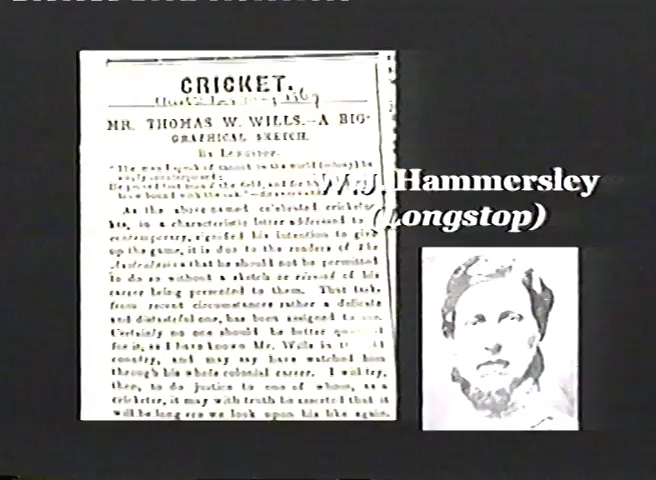 CRICKET.
MR. THOMAS W. WILLS.—A BIO-
GRAPHICAL SKETCH.
BY LONGSTOP.
As the above-named celebrated cricketer
has, in a characteristic letter addressed to a
contemporary, signified his intention to give
up the game, it is due to the readers of The
Australasian that he should not be permitted
to do so without a sketch or résumé of his
career being presented to them. That task
from recent circumstances rather a delicate
and distasteful one, has been assigned to me.
Certainly no one should be better
for it, as I have known Mr. Wills in
country, and may say have watched him
through his whole colonial career. I will try,
then, to do justice to one of whom, as a
cricketer, it may with truth be asserted that it
will be long ere we look upon his like again.
W.J. Hammersley
(Longstop)